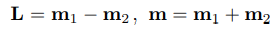 L = m₁ − m₂ , m = m₁ + m₂